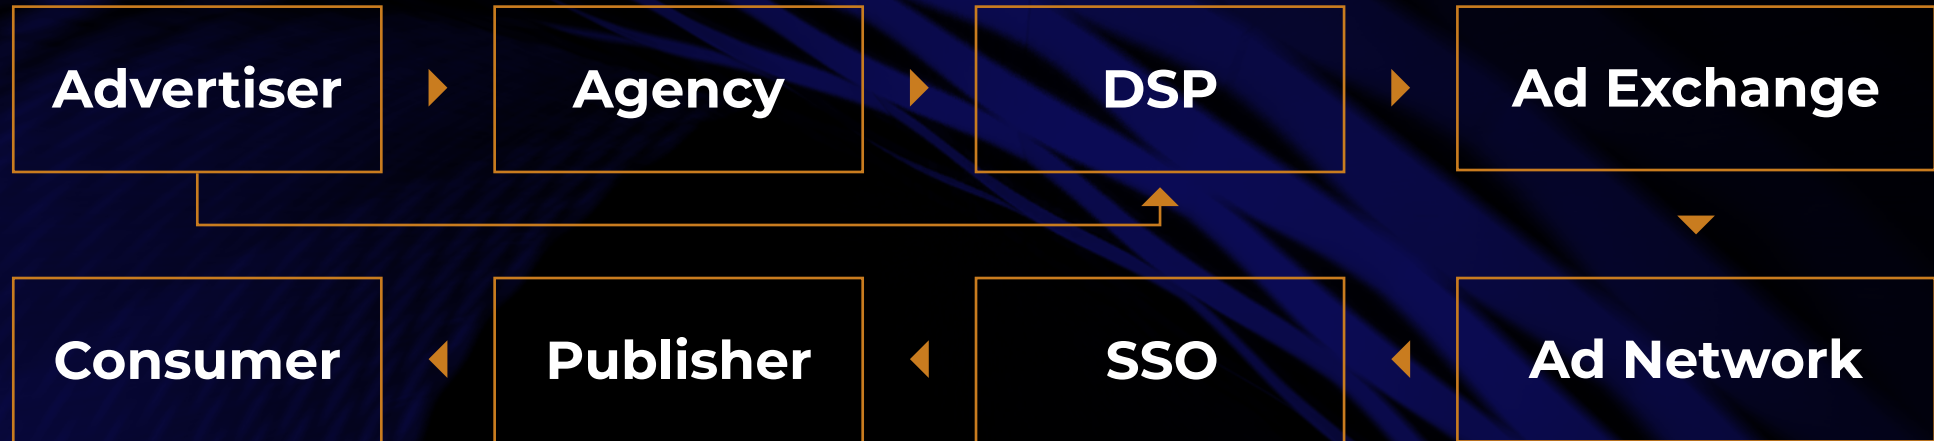 Advertiser
Agency
DSP
Ad Exchange
Consumer
Publisher
SSO
Ad Network